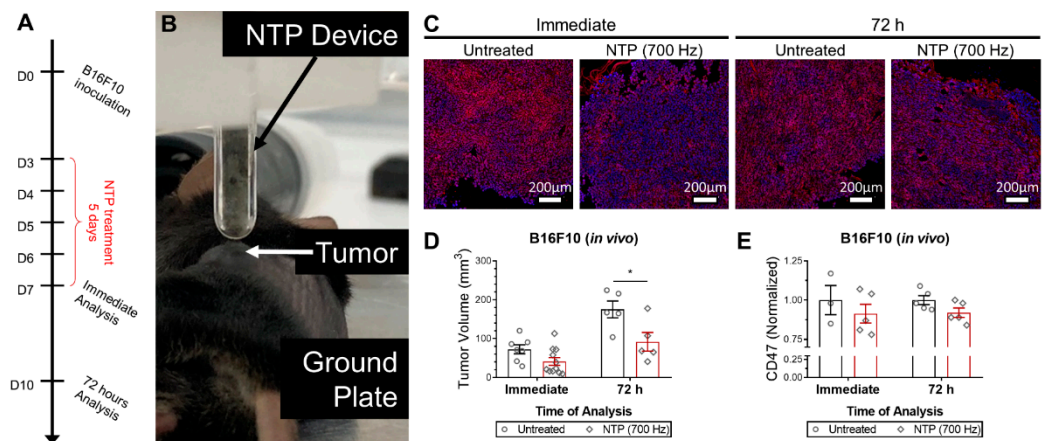 A
D0
B16F10
inoculation
D3
D4
D5
D6
D7
NTP treatment
5 days
Immediate
Analysis
D10
72 hours
Analysis
B
NTP Device
Tumor
Ground
Plate
C
Immediate
72 h
Untreated
NTP (700 Hz)
Untreated
NTP (700 Hz)
200μm
200μm
200μm
200μm
D
B16F10 (in vivo)
Tumor Volume (mm³)
300
200
100
0
*
Immediate
72 h
Time of Analysis
Untreated
NTP (700 Hz)
E
B16F10 (in vivo)
CD47 (Normalized)
1.25
1.00
0.75
0.25
0.00
Immediate
72 h
Time of Analysis
Untreated
NTP (700 Hz)